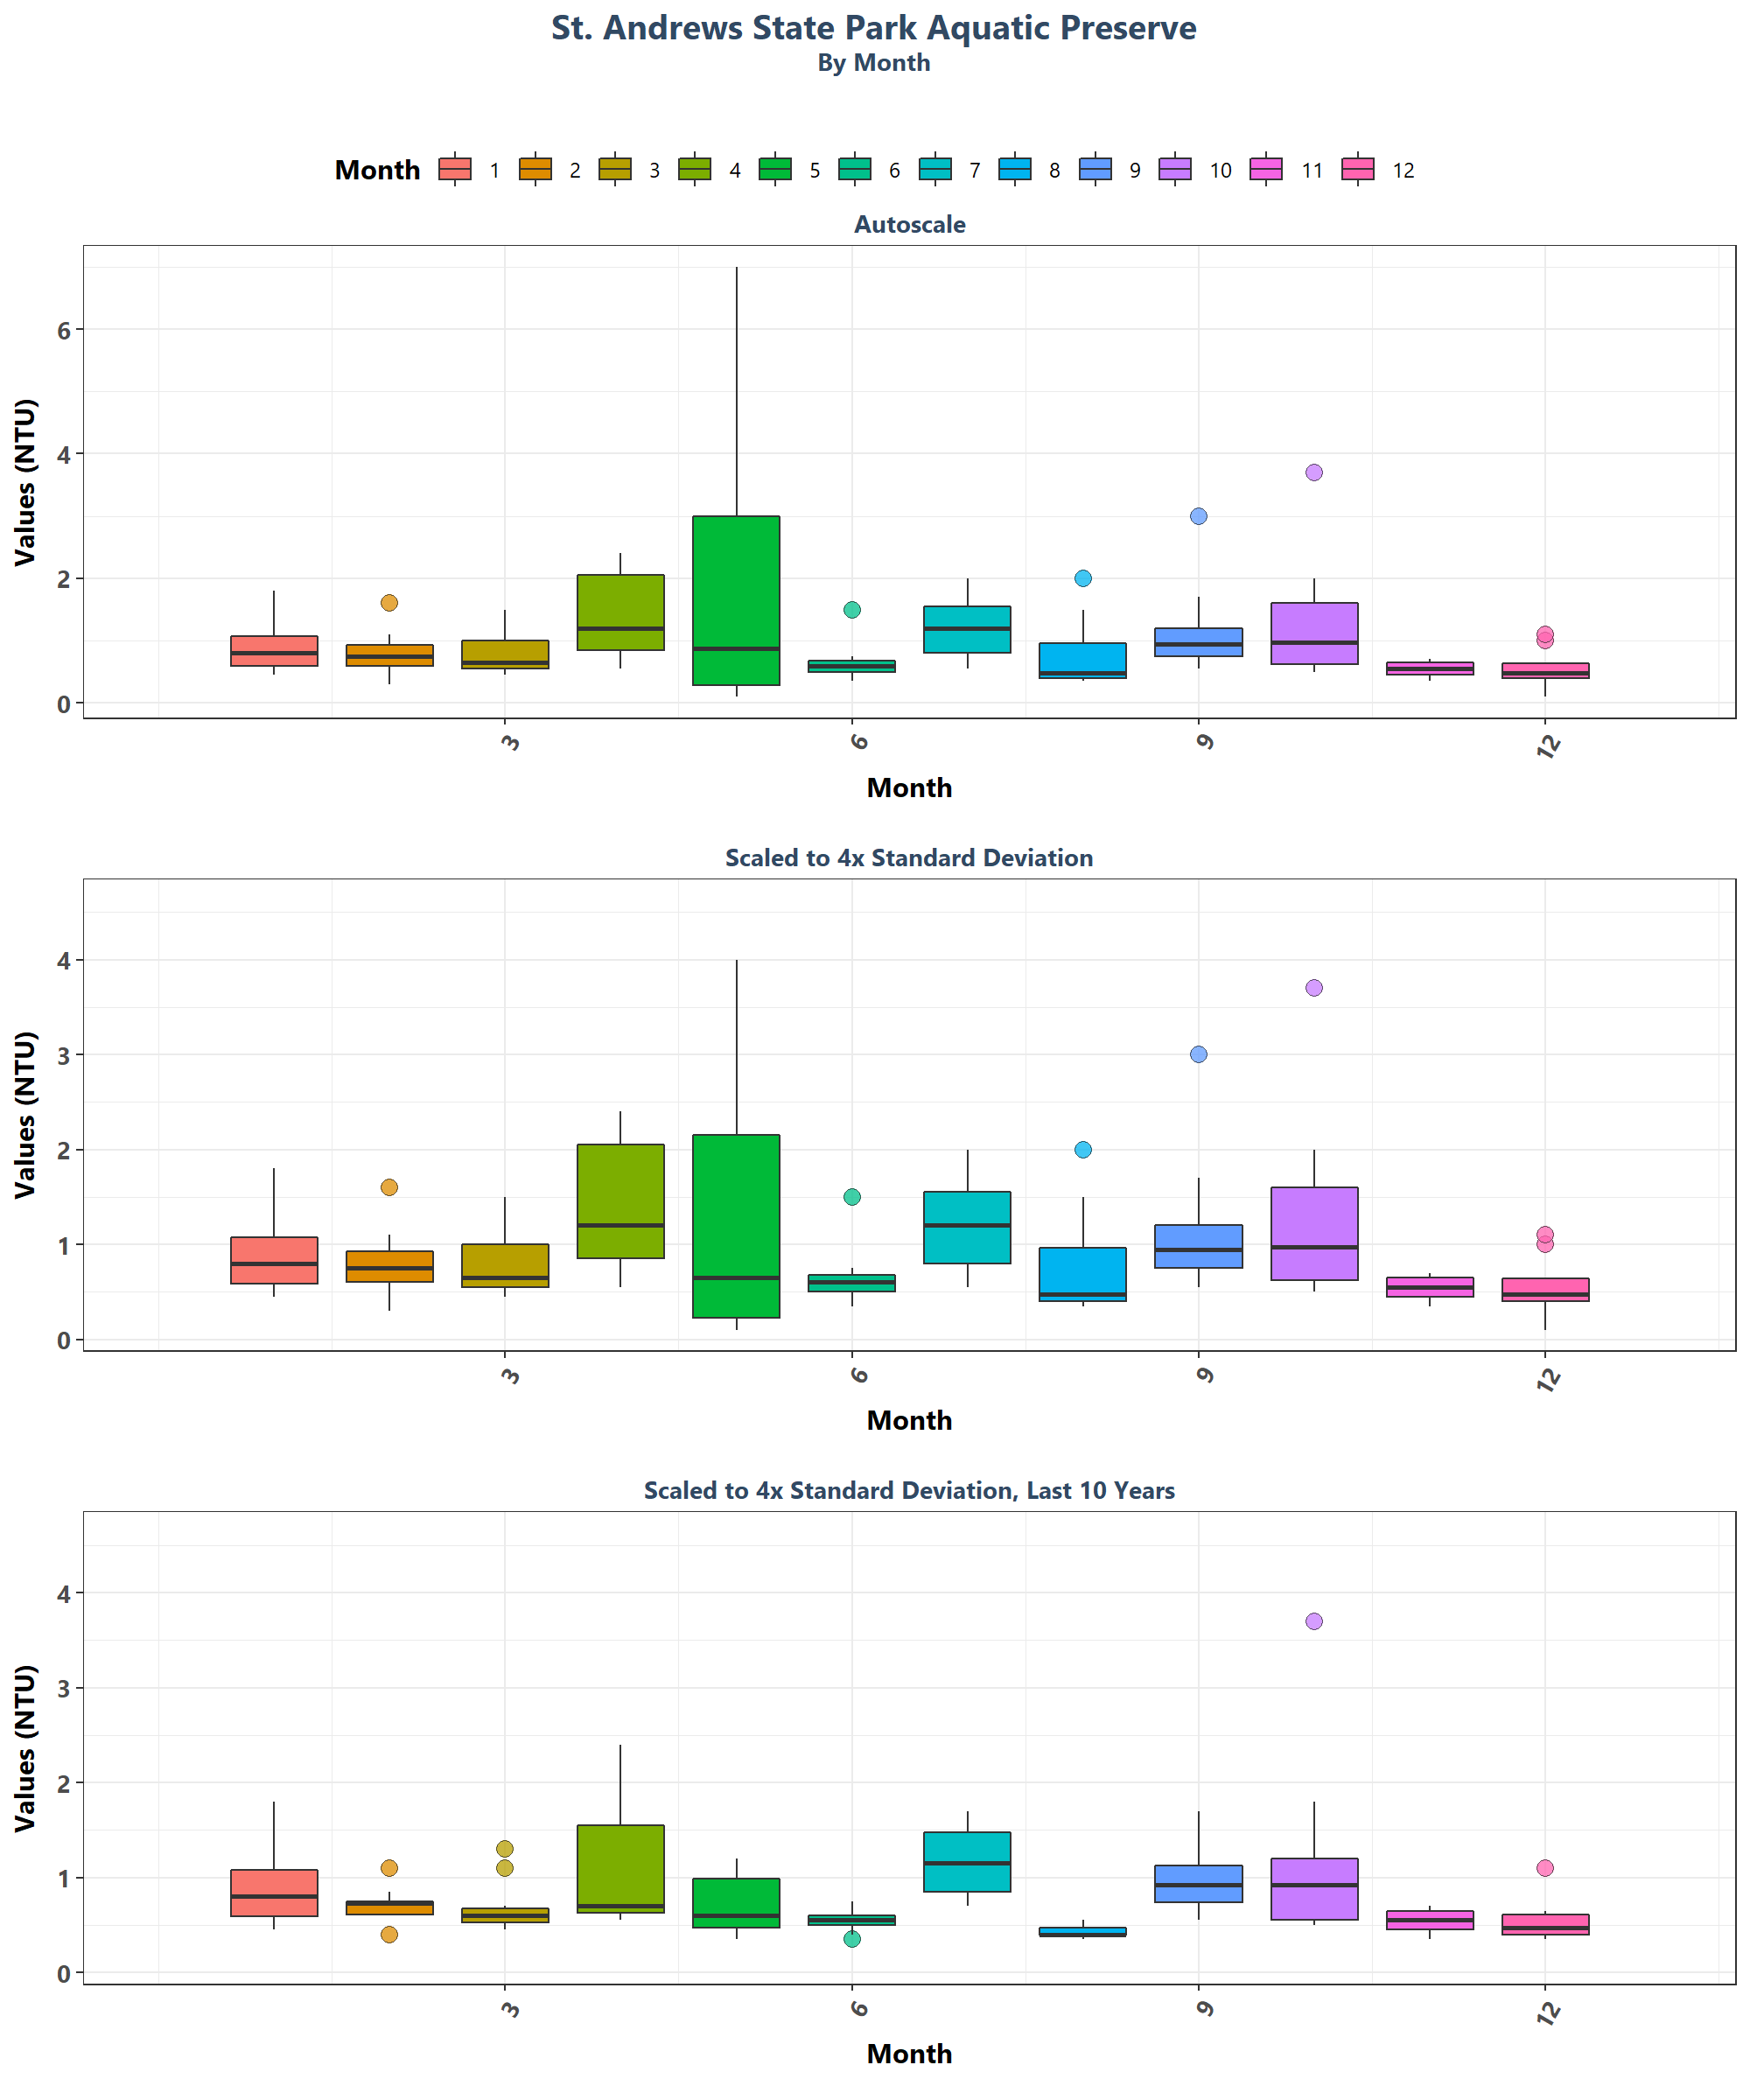 St. Andrews State Park Aquatic Preserve
By Month
Month 1 2 3 4 5 6 7 8 9 10 11 12
Autoscale
Values (NTU)
6
4
2
0
3 6 9 12
Month
Scaled to 4x Standard Deviation
Values (NTU)
4
3
2
1
0
3 6 9 12
Month
Scaled to 4x Standard Deviation, Last 10 Years
Values (NTU)
4
3
2
1
0
3 6 9 12
Month